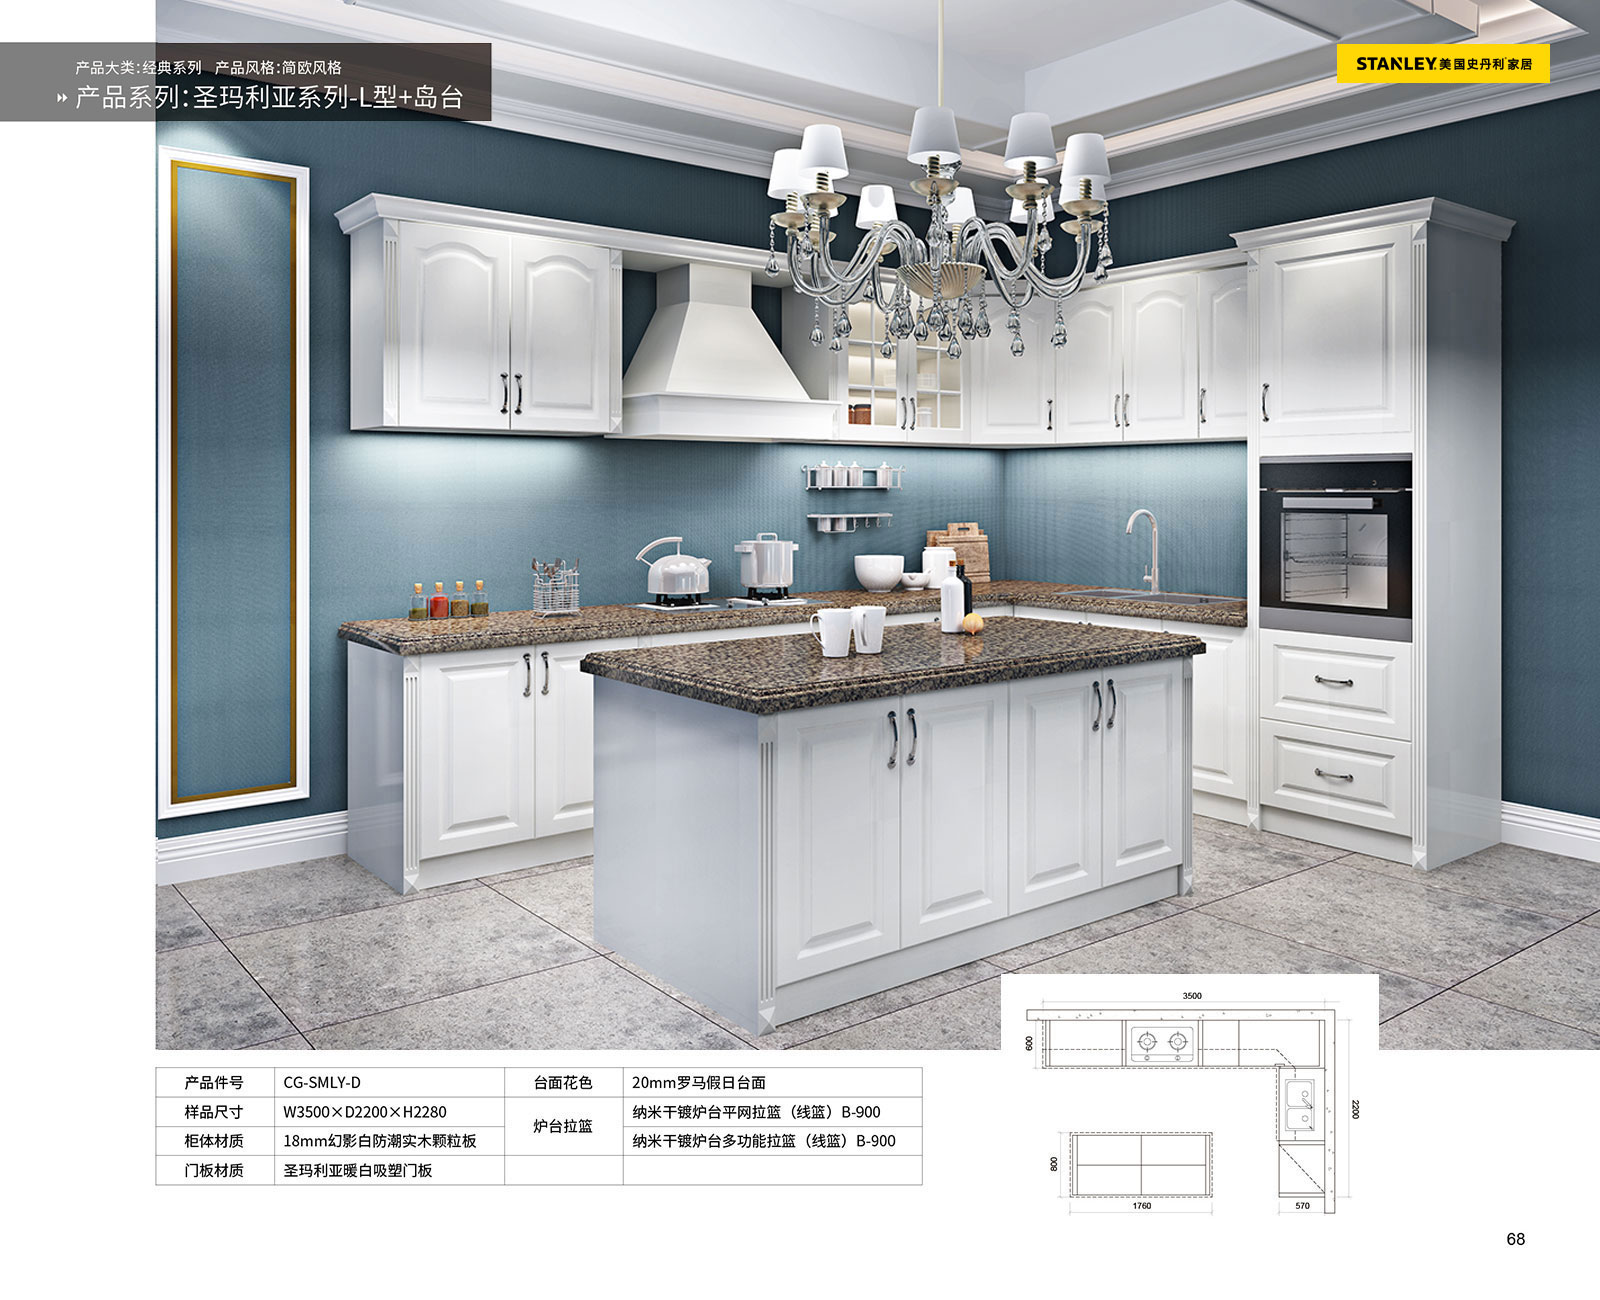 产品大类:经典系列 产品风格:简欧风格
产品系列:圣玛利亚系列-L型+岛台
STANLEY.美国史丹利家居
3500
600
2200
800
1760
570
产品件号 CG-SMLY-D 台面花色 20mm罗马假日台面
样品尺寸 W3500×D2200×H2280 炉台拉篮 纳米干镀炉台平网拉篮（线篮）B-900
柜体材质 18mm幻影白防潮实木颗粒板 纳米干镀炉台多功能拉篮（线篮）B-900
门板材质 圣玛利亚暖白吸塑门板
68